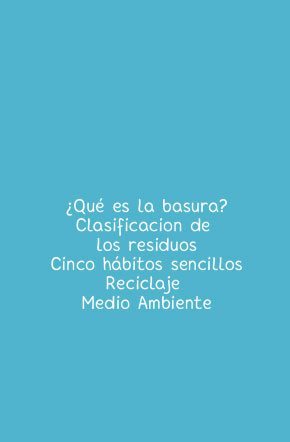 ¿Qué es la basura?
Clasificacion de
los residuos
Cinco hábitos sencillos
Reciclaje
Medio Ambiente